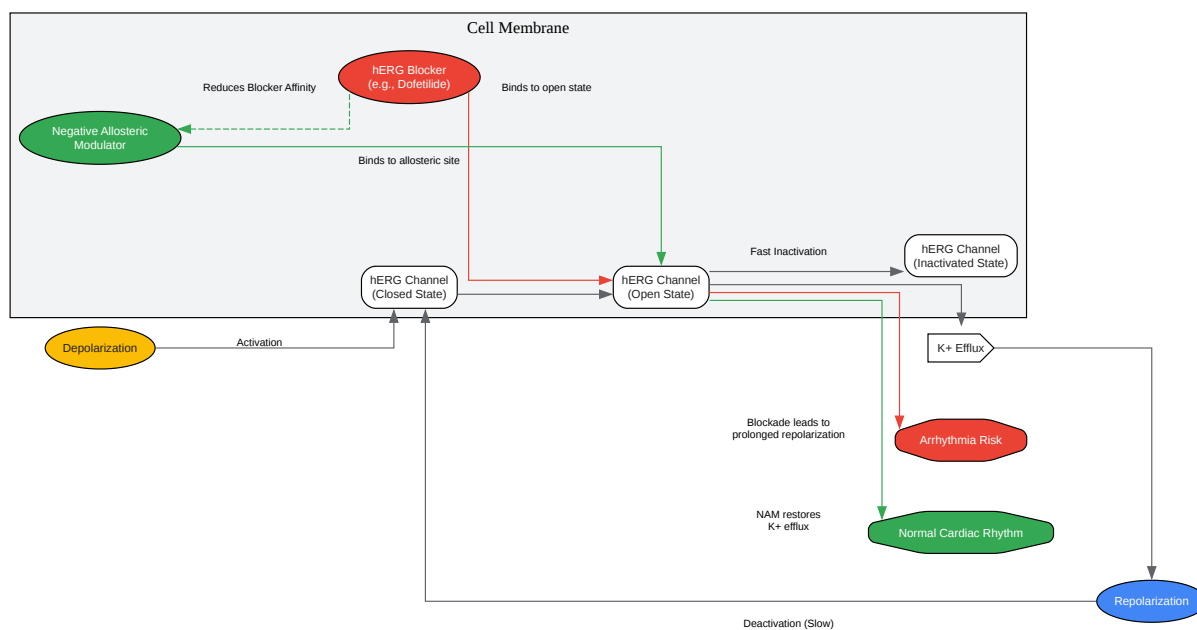 Cell Membrane
hERG Blocker
(e.g., Dofetilide)
Reduces Blocker Affinity
Binds to open state
Negative Allosteric
Modulator
Binds to allosteric site
Fast Inactivation
hERG Channel
(Inactivated State)
hERG Channel
(Closed State)
hERG Channel
(Open State)
Depolarization
Activation
K+ Efflux
Blockade leads to
prolonged repolarization
Arrhythmia Risk
NAM restores
K+ efflux
Normal Cardiac Rhythm
Repolarization
Deactivation (Slow)